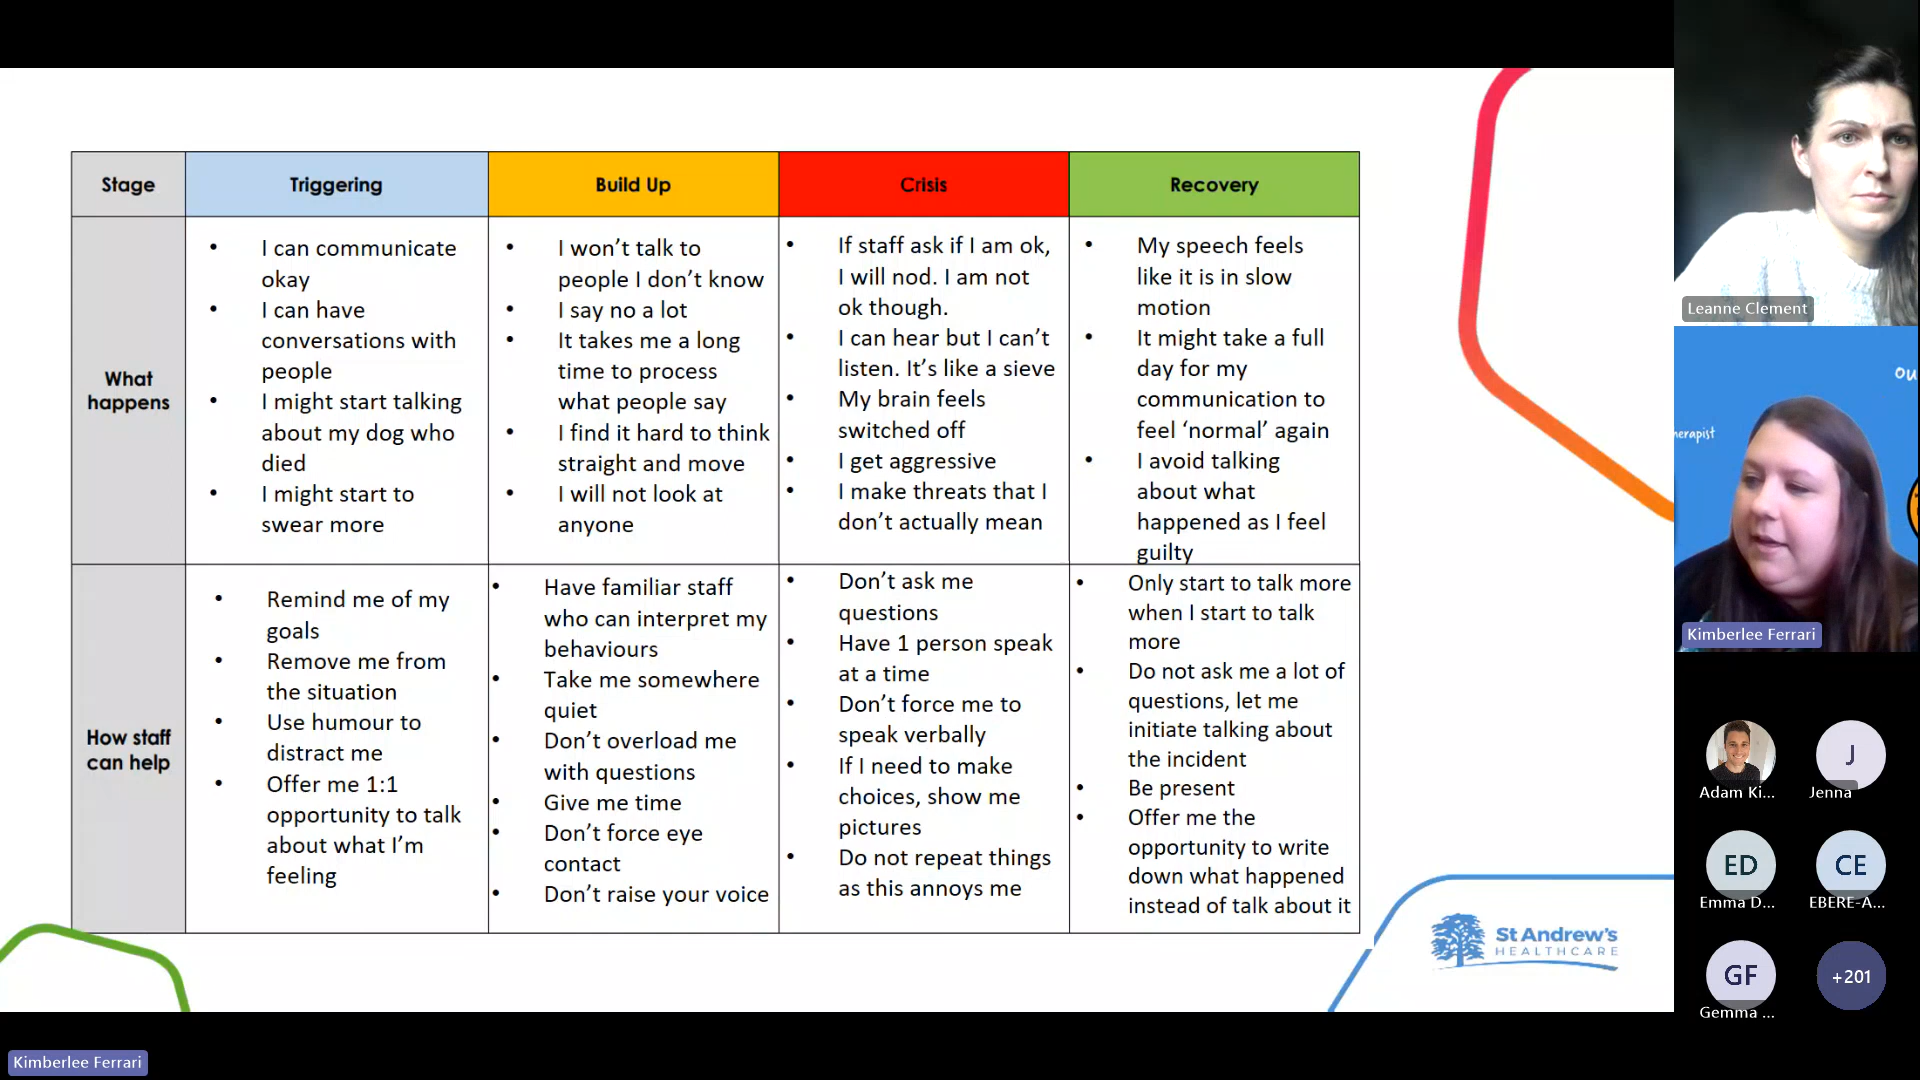 Stage
Triggering
Build Up
Crisis
Recovery
What
happens
• I can communicate
okay
• I can have
conversations with
people
• I might start talking
about my dog who
died
• I might start to
swear more
• I won’t talk to
people I don’t know
• I say no a lot
• It takes me a long
time to process
what people say
• I find it hard to think
straight and move
• I will not look at
anyone
• If staff ask if I am ok,
I will nod. I am not
ok though.
• I can hear but I can’t
listen. It’s like a sieve
• My brain feels
switched off
• I get aggressive
• I make threats that I
don’t actually mean
• My speech feels
like it is in slow
motion
• It might take a full
day for my
communication to
feel ‘normal’ again
• I avoid talking
about what
happened as I feel
guilty
How staff
can help
• Remind me of my
goals
• Remove me from
the situation
• Use humour to
distract me
• Offer me 1:1
opportunity to talk
about what I’m
feeling
• Have familiar staff
who can interpret my
behaviours
• Take me somewhere
quiet
• Don’t overload me
with questions
• Give me time
• Don’t force eye
contact
• Don’t raise your voice
• Don’t ask me
questions
• Have 1 person speak
at a time
• Don’t force me to
speak verbally
• If I need to make
choices, show me
pictures
• Do not repeat things
as this annoys me
• Only start to talk more
when I start to talk
more
• Do not ask me a lot of
questions, let me
initiate talking about
the incident
• Be present
• Offer me the
opportunity to write
down what happened
instead of talk about it
St Andrew’s
HEALTHCARE
Leanne Clement
ou
herapist
Kimberlee Ferrari
Adam Ki...
J
Jenna
ED
Emma D...
CE
EBERE-A...
GF
Gemma ...
+201
Kimberlee Ferrari